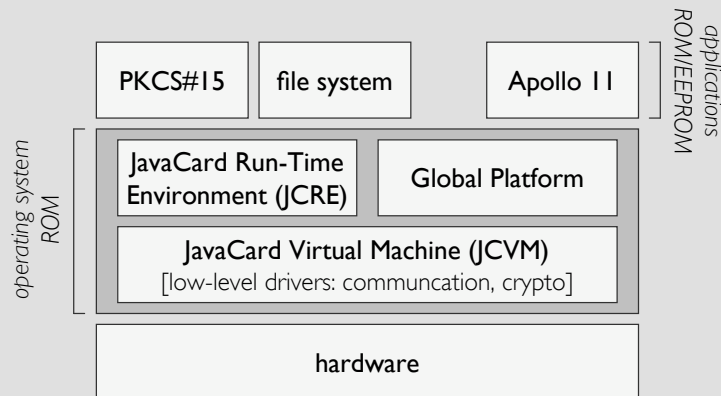 PKCS#15
file system
Apollo 11
applications
ROM/EEPROM
operating system
ROM
JavaCard Run-Time
Environment (JCRE)
Global Platform
JavaCard Virtual Machine (JCVM)
[low-level drivers: communcation, crypto]
hardware